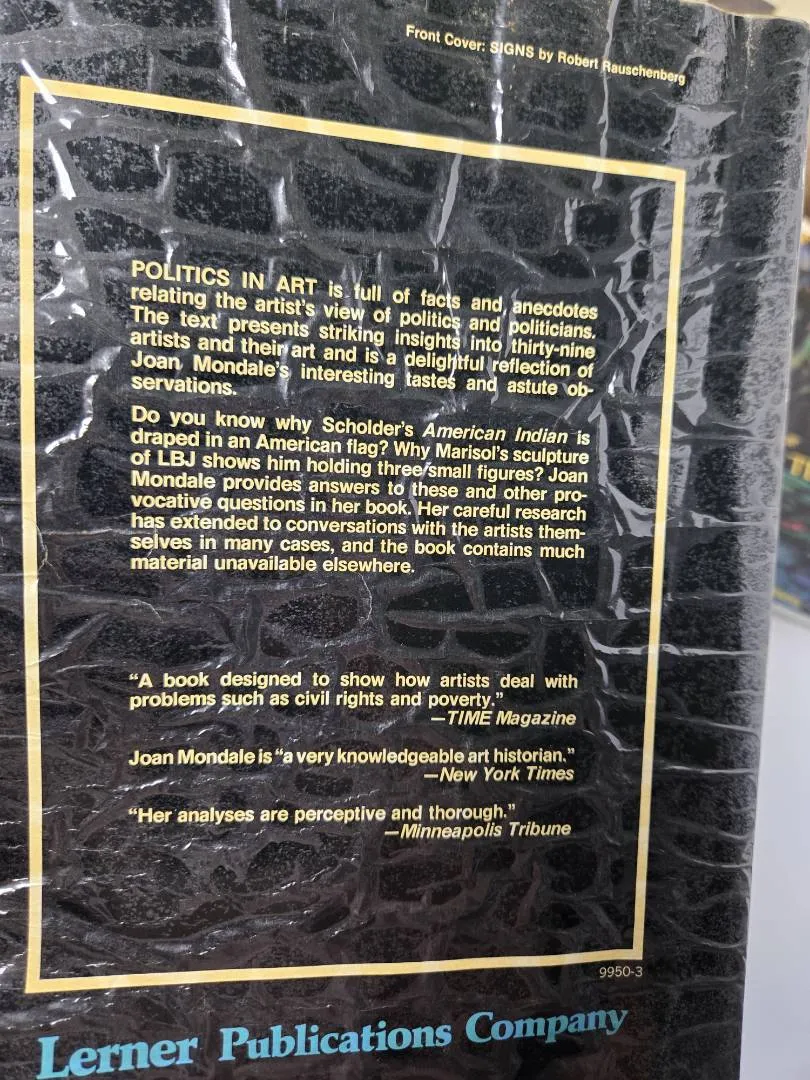 Front Cover: SIGNS by Robert Rauschenberg
POLITICS IN ART is full of facts and anecdotes
relating the artist's view of politics and politicians.
The text presents striking insights into thirty-nine
artists and their art and is a delightful reflection of
Joan Mondale's interesting tastes and astute ob-
servations.
Do you know why Scholder's American Indian is
draped in an American flag? Why Marisol's sculpture
of LBJ shows him holding three small figures? Joan
Mondale provides answers to these and other pro-
vocative questions in her book. Her careful research
has extended to conversations with the artists them-
selves in many cases, and the book contains much
material unavailable elsewhere.
“A book designed to show how artists deal with
problems such as civil rights and poverty.”
—TIME Magazine
Joan Mondale is “a very knowledgeable art historian.”
—New York Times
“Her analyses are perceptive and thorough.”
—Minneapolis Tribune
9950-3
Lerner Publications Company